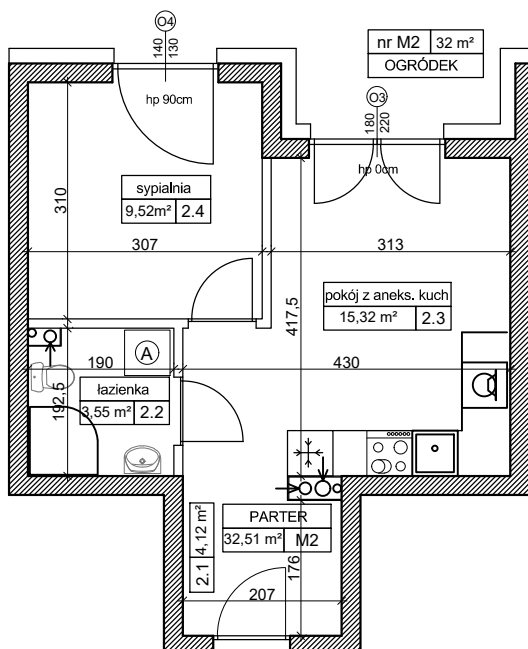 O4
140
130
nr M2 32 m²
OGRÓDEK
O3
180
220
hp 90cm
hp 0cm
sypialnia
9,52m² 2.4
310
307
313
pokój z aneks. kuch
15,32 m² 2.3
417,5
190
A
430
łazienka
3,55 m² 2.2
192,5
PARTER
32,51 m² M2
2.1 4,12 m²
176
207